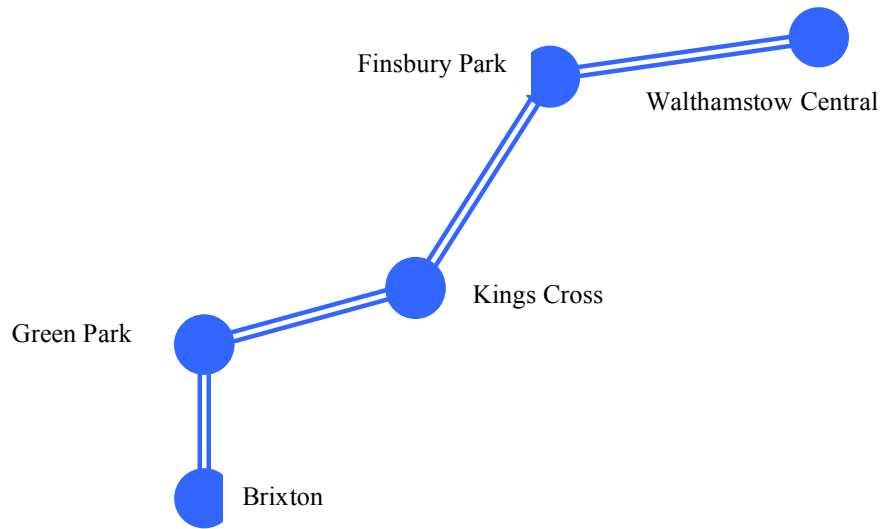 Finsbury Park
Walthamstow Central
Kings Cross
Green Park
Brixton